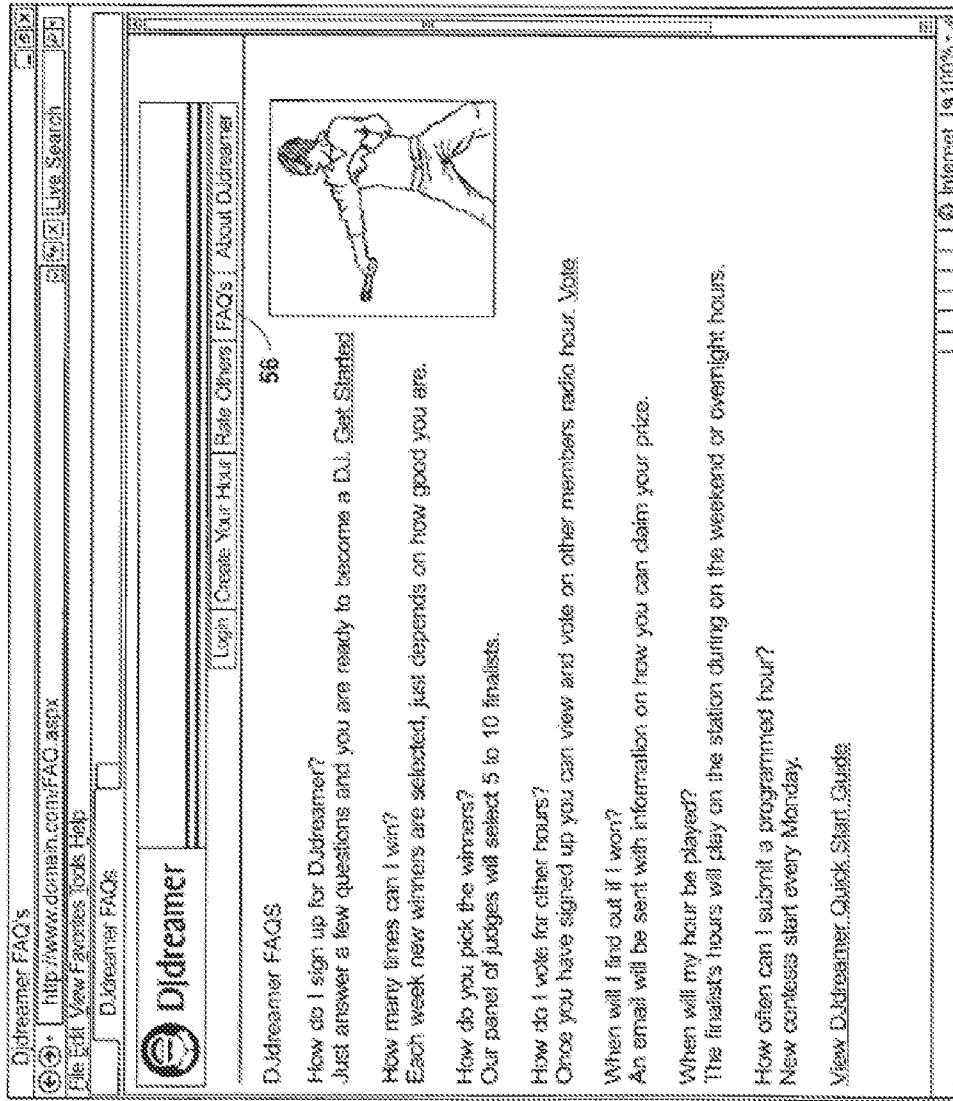 DJdreamer FAQ's
http://www.domain.com/FAQ.aspx
Live Search
File Edit View Favorites Tools Help
DJdreamer FAQs
DJdreamer
Login | Create Your Hour | Rate Others | FAQ's | About DJdreamer
56
DJdreamer FAQS
How do I sign up for DJdreamer?
Just answer a few questions and you are ready to become a D.J. Get Started
How many times can I win?
Each week new winners are selected, just depends on how good you are.
How do you pick the winners?
Our panel of judges will select 5 to 10 finalists.
How do I vote for other hours?
Once you have signed up you can view and vote on other members radio hour. Vote
When will I find out if I won?
An email will be sent with information on how you can claim your prize.
When will my hour be played?
The finalist's hours will play on the station during on the weekend or overnight hours.
How often can I submit a programmed hour?
New contests start every Monday.
View DJdreamer Quick Start Guide
Internet
100%